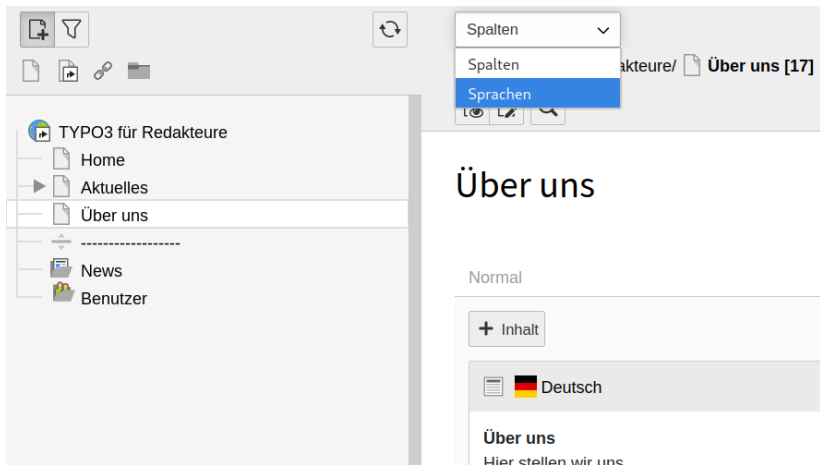 Spalten
Spalten
Sprachen
akteure/ Über uns [17]
TYPO3 für Redakteure
Home
Aktuelles
Über uns
------------------
News
Benutzer
Über uns
Normal
+ Inhalt
Deutsch
Über uns
Hier stellen wir uns